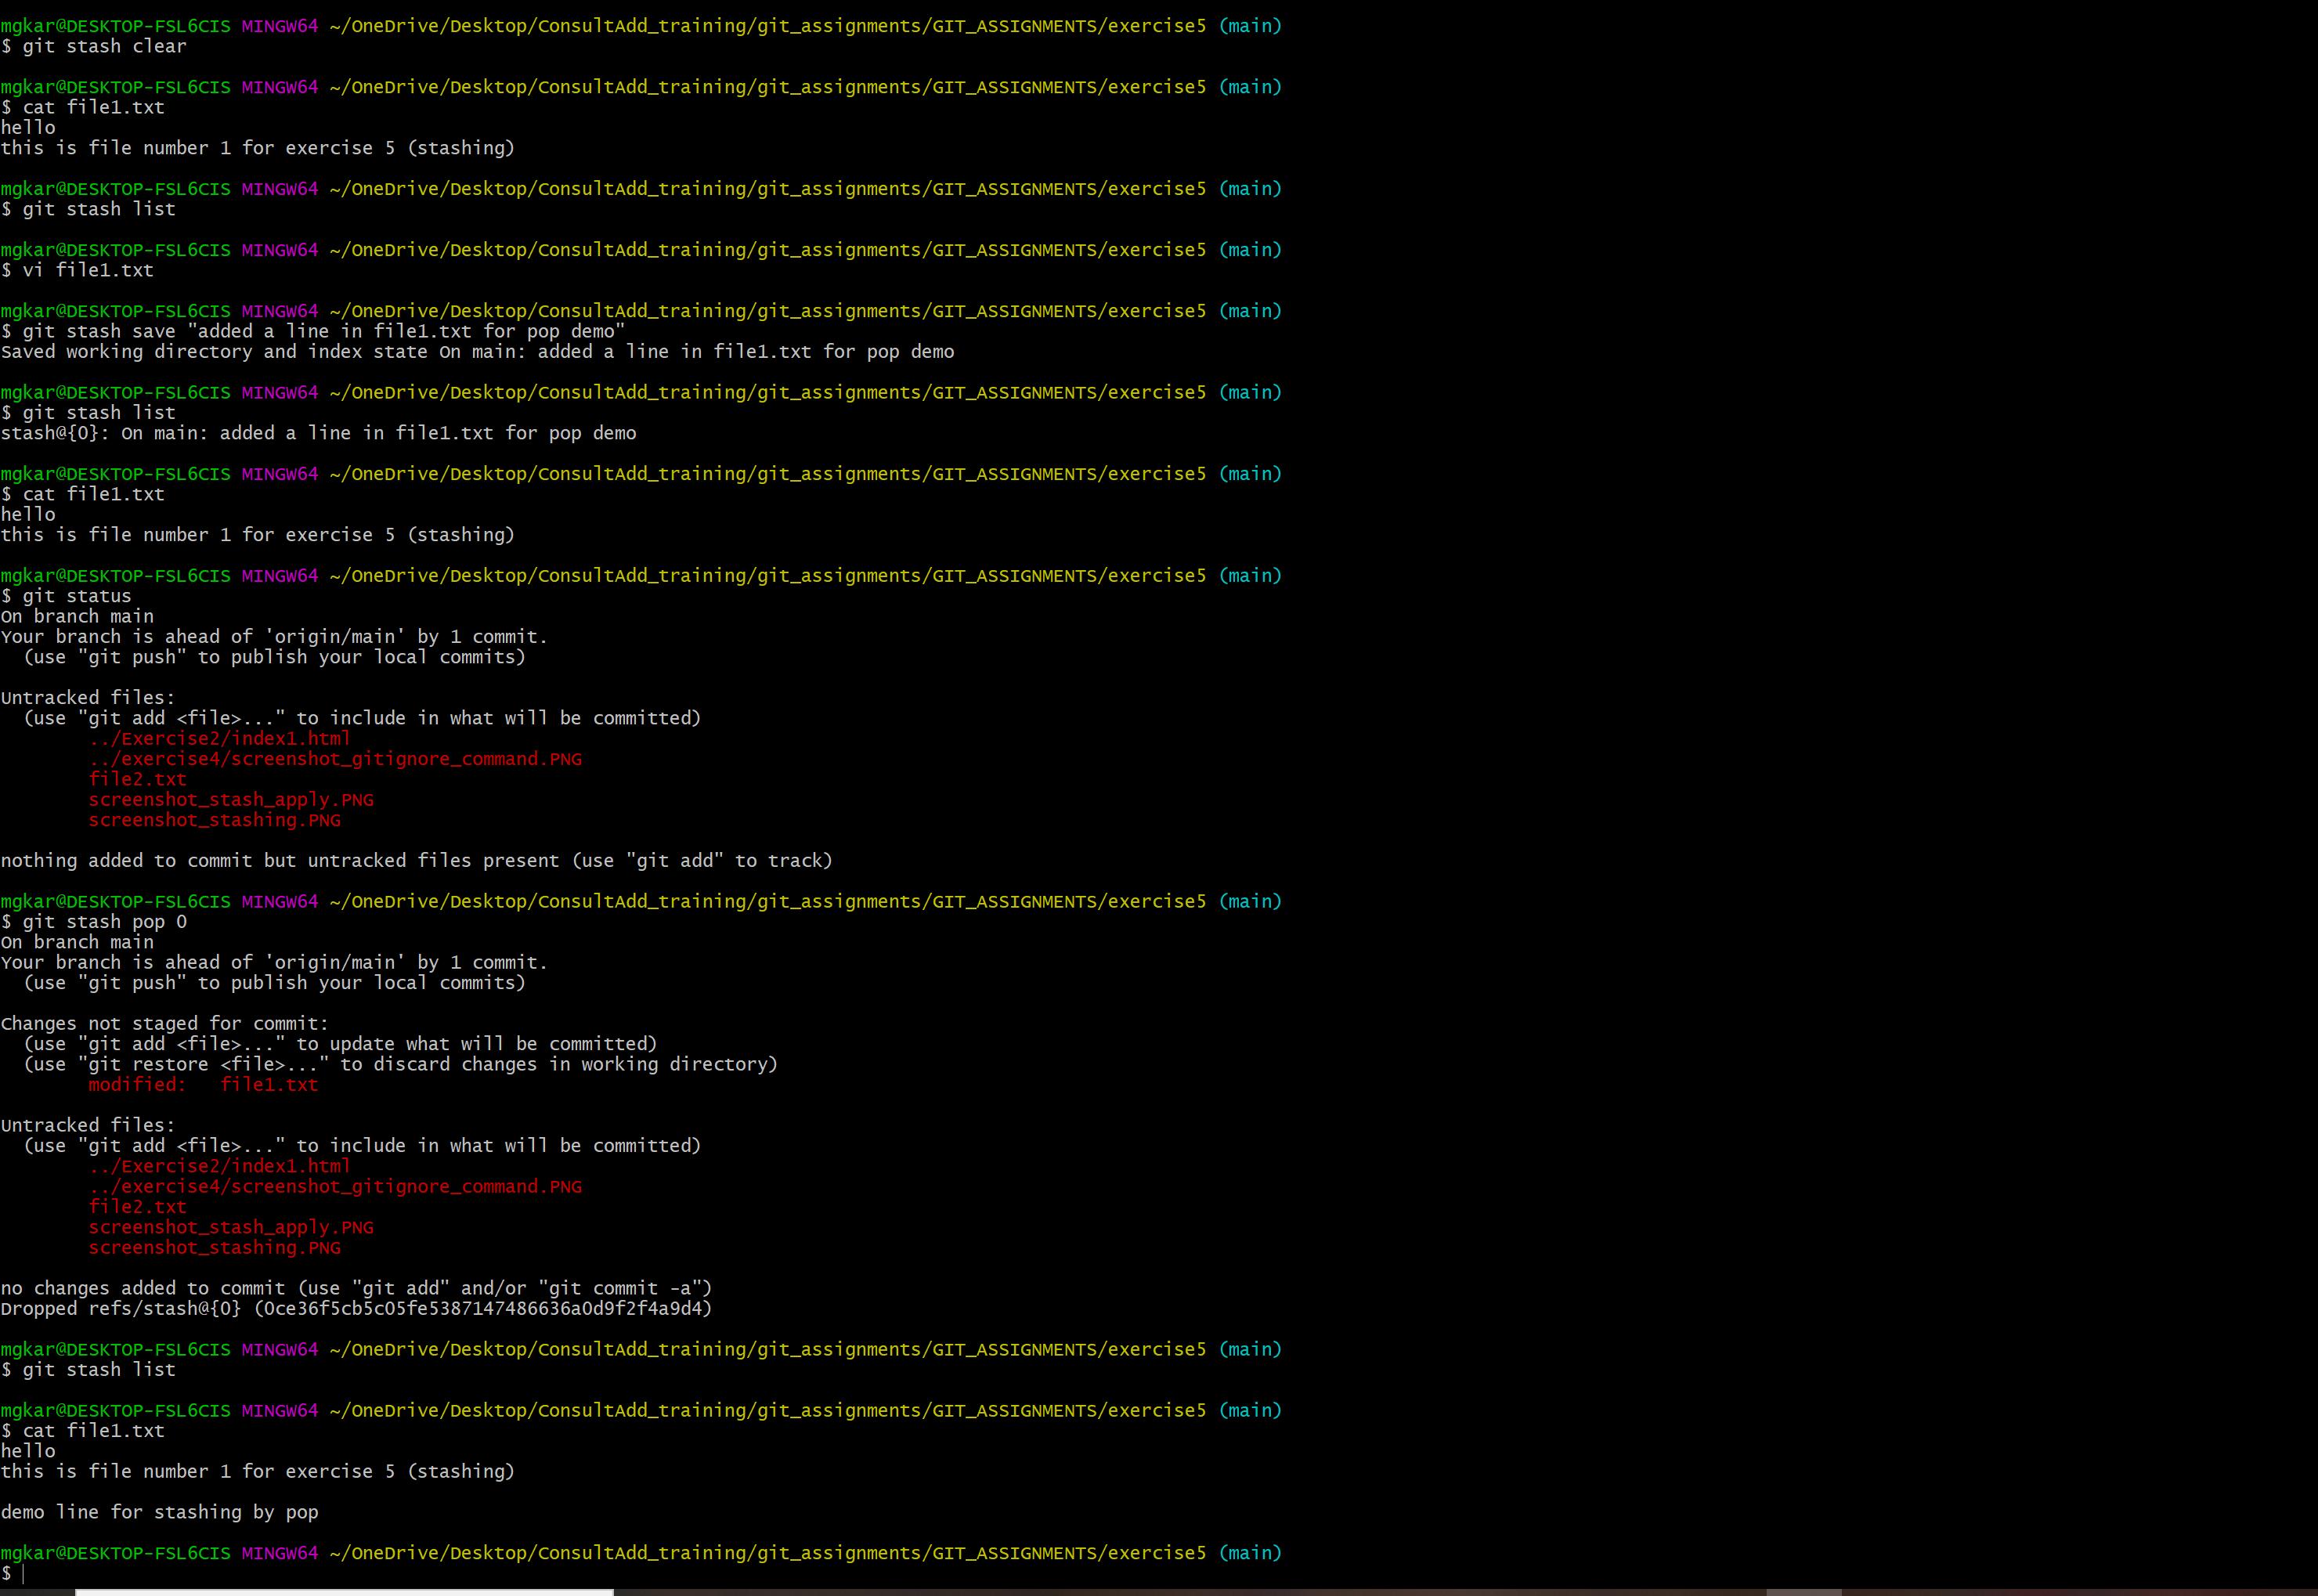 mgkar@DESKTOP-FSL6CIS MINGW64 ~/OneDrive/Desktop/ConsultAdd_training/git_assignments/GIT_ASSIGNMENTS/exercise5 (main)
$ git stash clear
mgkar@DESKTOP-FSL6CIS MINGW64 ~/OneDrive/Desktop/ConsultAdd_training/git_assignments/GIT_ASSIGNMENTS/exercise5 (main)
$ cat file1.txt
hello
this is file number 1 for exercise 5 (stashing)
mgkar@DESKTOP-FSL6CIS MINGW64 ~/OneDrive/Desktop/ConsultAdd_training/git_assignments/GIT_ASSIGNMENTS/exercise5 (main)
$ git stash list
mgkar@DESKTOP-FSL6CIS MINGW64 ~/OneDrive/Desktop/ConsultAdd_training/git_assignments/GIT_ASSIGNMENTS/exercise5 (main)
$ vi file1.txt
mgkar@DESKTOP-FSL6CIS MINGW64 ~/OneDrive/Desktop/ConsultAdd_training/git_assignments/GIT_ASSIGNMENTS/exercise5 (main)
$ git stash save "added a line in file1.txt for pop demo"
Saved working directory and index state On main: added a line in file1.txt for pop demo
mgkar@DESKTOP-FSL6CIS MINGW64 ~/OneDrive/Desktop/ConsultAdd_training/git_assignments/GIT_ASSIGNMENTS/exercise5 (main)
$ git stash list
stash@{0}: On main: added a line in file1.txt for pop demo
mgkar@DESKTOP-FSL6CIS MINGW64 ~/OneDrive/Desktop/ConsultAdd_training/git_assignments/GIT_ASSIGNMENTS/exercise5 (main)
$ cat file1.txt
hello
this is file number 1 for exercise 5 (stashing)
mgkar@DESKTOP-FSL6CIS MINGW64 ~/OneDrive/Desktop/ConsultAdd_training/git_assignments/GIT_ASSIGNMENTS/exercise5 (main)
$ git status
On branch main
Your branch is ahead of 'origin/main' by 1 commit.
  (use "git push" to publish your local commits)
Untracked files:
  (use "git add <file>..." to include in what will be committed)
        ../Exercise2/index1.html
        ../exercise4/screenshot_gitignore_command.PNG
        file2.txt
        screenshot_stash_apply.PNG
        screenshot_stashing.PNG
nothing added to commit but untracked files present (use "git add" to track)
mgkar@DESKTOP-FSL6CIS MINGW64 ~/OneDrive/Desktop/ConsultAdd_training/git_assignments/GIT_ASSIGNMENTS/exercise5 (main)
$ git stash pop 0
On branch main
Your branch is ahead of 'origin/main' by 1 commit.
  (use "git push" to publish your local commits)
Changes not staged for commit:
  (use "git add <file>..." to update what will be committed)
  (use "git restore <file>..." to discard changes in working directory)
        modified:   file1.txt
Untracked files:
  (use "git add <file>..." to include in what will be committed)
        ../Exercise2/index1.html
        ../exercise4/screenshot_gitignore_command.PNG
        file2.txt
        screenshot_stash_apply.PNG
        screenshot_stashing.PNG
no changes added to commit (use "git add" and/or "git commit -a")
Dropped refs/stash@{0} (0ce36f5cb5c05fe5387147486636a0d9f2f4a9d4)
mgkar@DESKTOP-FSL6CIS MINGW64 ~/OneDrive/Desktop/ConsultAdd_training/git_assignments/GIT_ASSIGNMENTS/exercise5 (main)
$ git stash list
mgkar@DESKTOP-FSL6CIS MINGW64 ~/OneDrive/Desktop/ConsultAdd_training/git_assignments/GIT_ASSIGNMENTS/exercise5 (main)
$ cat file1.txt
hello
this is file number 1 for exercise 5 (stashing)
demo line for stashing by pop
mgkar@DESKTOP-FSL6CIS MINGW64 ~/OneDrive/Desktop/ConsultAdd_training/git_assignments/GIT_ASSIGNMENTS/exercise5 (main)
$